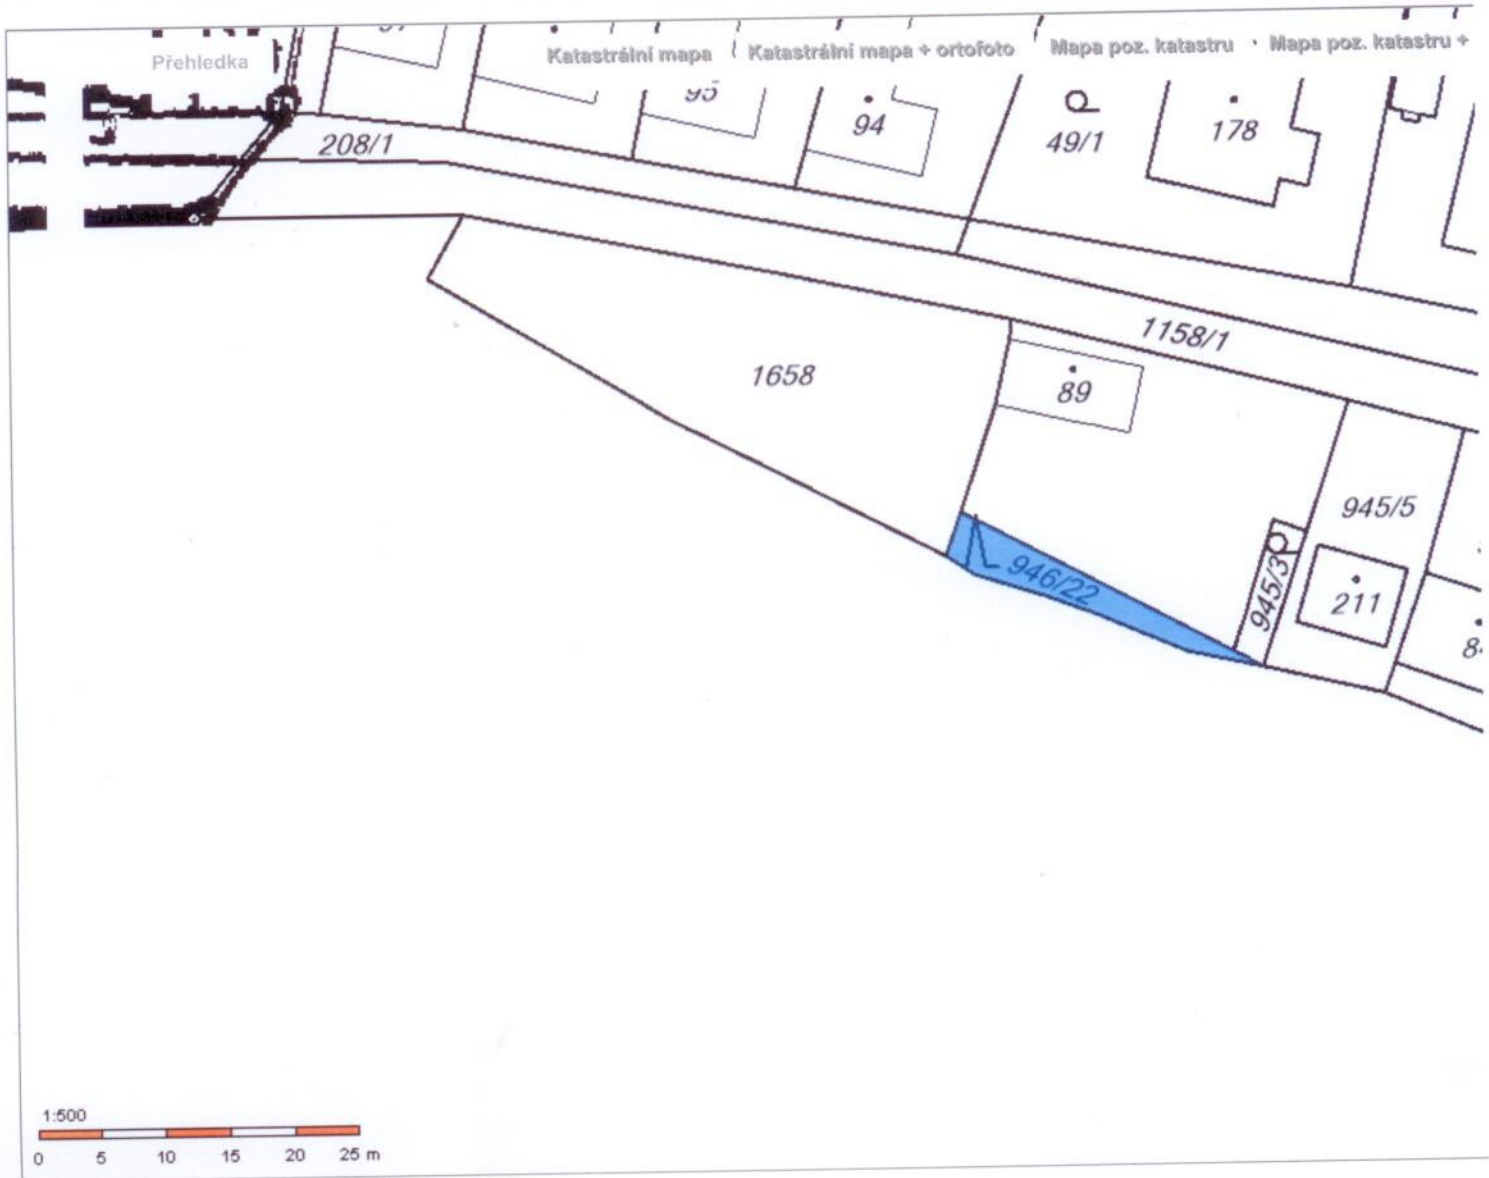 Přehledka
Katastrální mapa
Katastrální mapa + ortofoto
Mapa poz. katastru
Mapa poz. katastru +
95
94
49/1
178
208/1
1158/1
1658
89
945/5
946/22
945/3
211
1:500
0 5 10 15 20 25 m